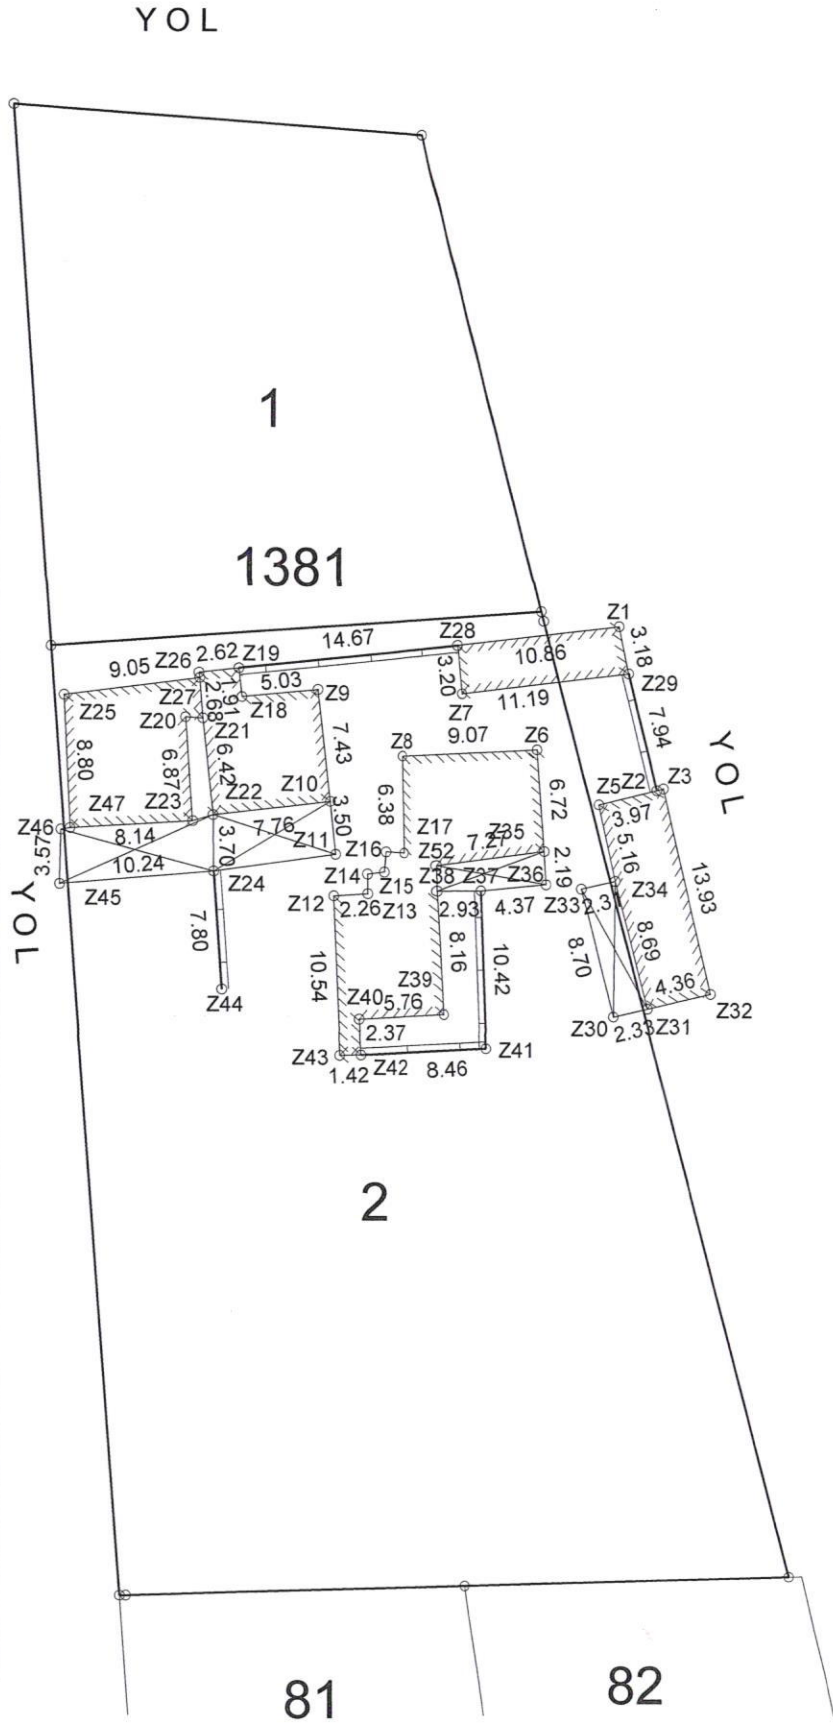 YOL
1
1381
Z1
14.67
Z28
3.18
10.86
2.62
Z19
Z26
9.05
Z29
5.03
3.20
1.91
Z9
Z27
2.68
Z18
Z7
11.19
Z25
Z20
Z21
7.94
9.07
Z6
YOL
Z8
8.80
6.87
6.42
7.43
6.38
6.72
Z2
Z3
Z5
3.97
Z47
Z23
Z22
Z10
Z46
8.14
7.76
3.50
Z17
Z35
5.16
3.57
10.24
3.70
Z11
Z16
Z52
7.27
2.19
13.93
Z45
Z24
Z14
Z15
Z38
Z37
Z36
Z34
YOL
Z12
2.26
Z13
2.93
4.37
Z33
2.31
7.80
10.54
8.16
10.42
8.70
8.69
4.36
Z44
Z39
Z40
5.76
Z32
Z30
2.33
Z31
2.37
Z43
Z42
Z41
1.42
8.46
2
81
82